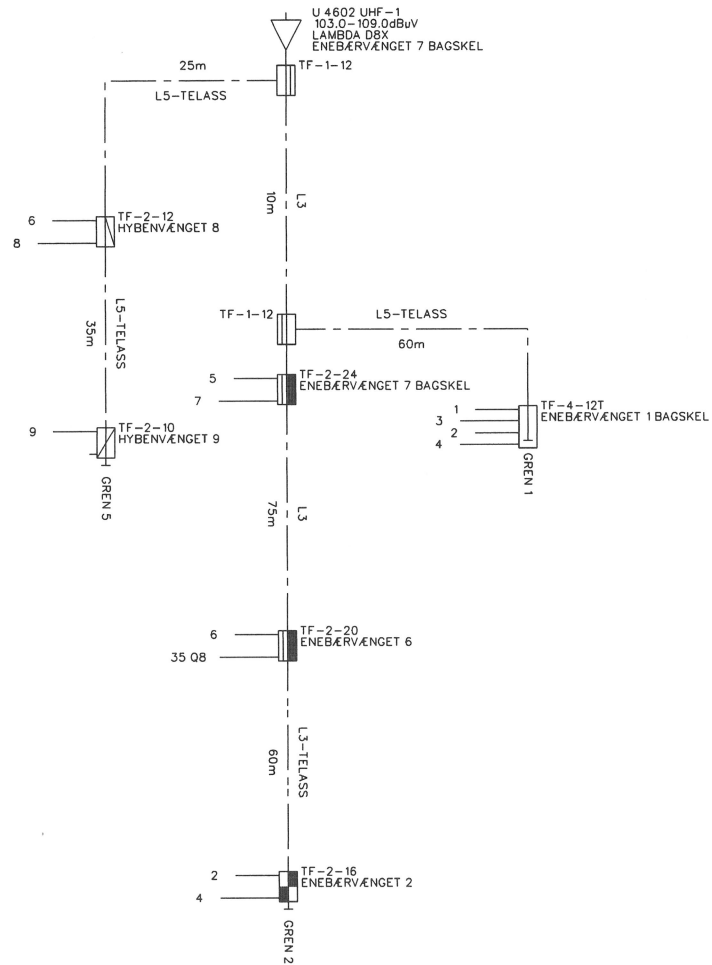 U 4602 UHF-1
103.0-109.0dBuV
LAMBDA D8X
ENEBÆRVÆNGET 7 BAGSKEL
TF-1-12
25m
L5-TELASS
L3
10m
6
8
TF-2-12
HYBENVÆNGET 8
L5-TELASS
35m
TF-1-12
L5-TELASS
60m
5
7
TF-2-24
ENEBÆRVÆNGET 7 BAGSKEL
1
3
2
4
TF-4-12T
ENEBÆRVÆNGET 1 BAGSKEL
GREN 1
9
TF-2-10
HYBENVÆNGET 9
GREN 5
L3
75m
6
35 Q8
TF-2-20
ENEBÆRVÆNGET 6
L3-TELASS
60m
2
4
TF-2-16
ENEBÆRVÆNGET 2
GREN 2